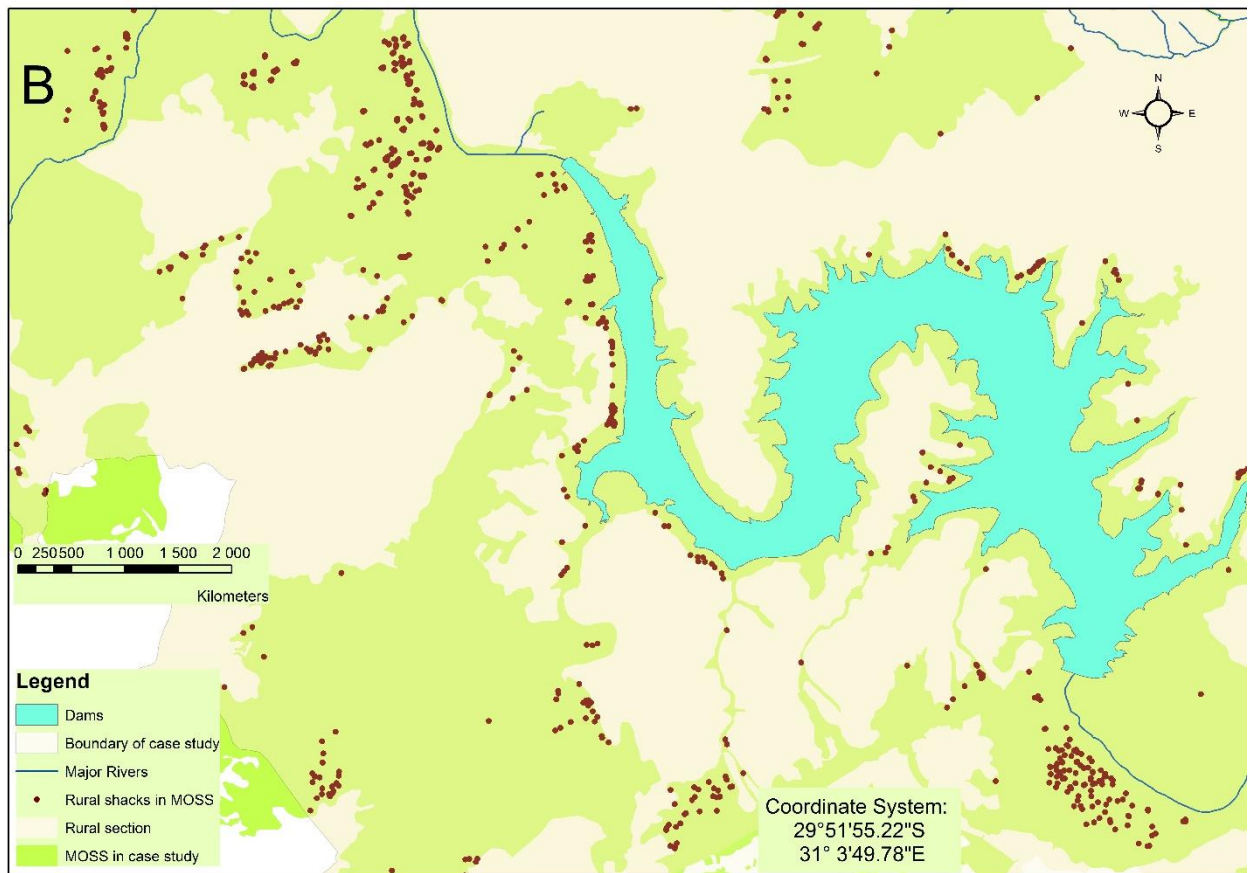 B
N
W E
S
0 250500 1 000 1 500 2 000
Kilometers
Legend
Dams
Boundary of case study
Major Rivers
Rural shacks in MOSS
Rural section
MOSS in case study
Coordinate System:
29°51'55.22"S
31° 3'49.78"E